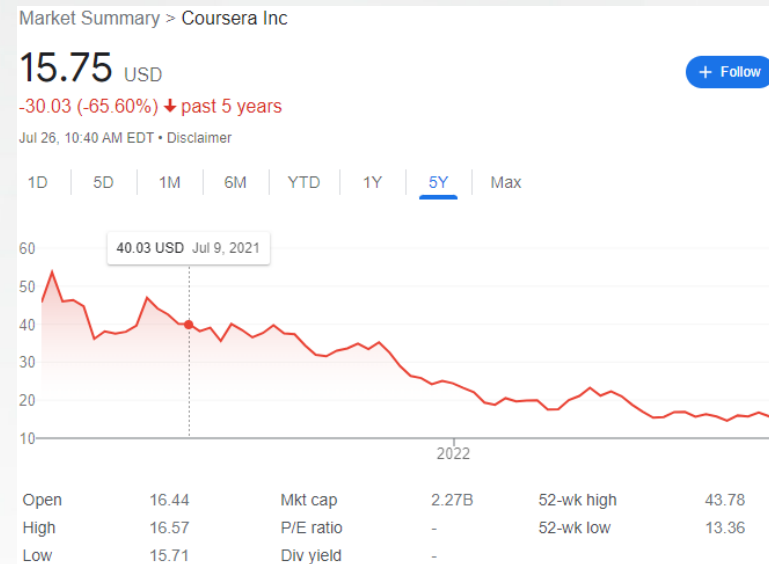 Market Summary > Coursera Inc
15.75 USD
+ Follow
-30.03 (-65.60%) ↓ past 5 years
Jul 26, 10:40 AM EDT • Disclaimer
1D 5D 1M 6M YTD 1Y 5Y Max
40.03 USD Jul 9, 2021
60
50
40
30
20
10
2022
Open 16.44 Mkt cap 2.27B 52-wk high 43.78
High 16.57 P/E ratio - 52-wk low 13.36
Low 15.71 Div yield -